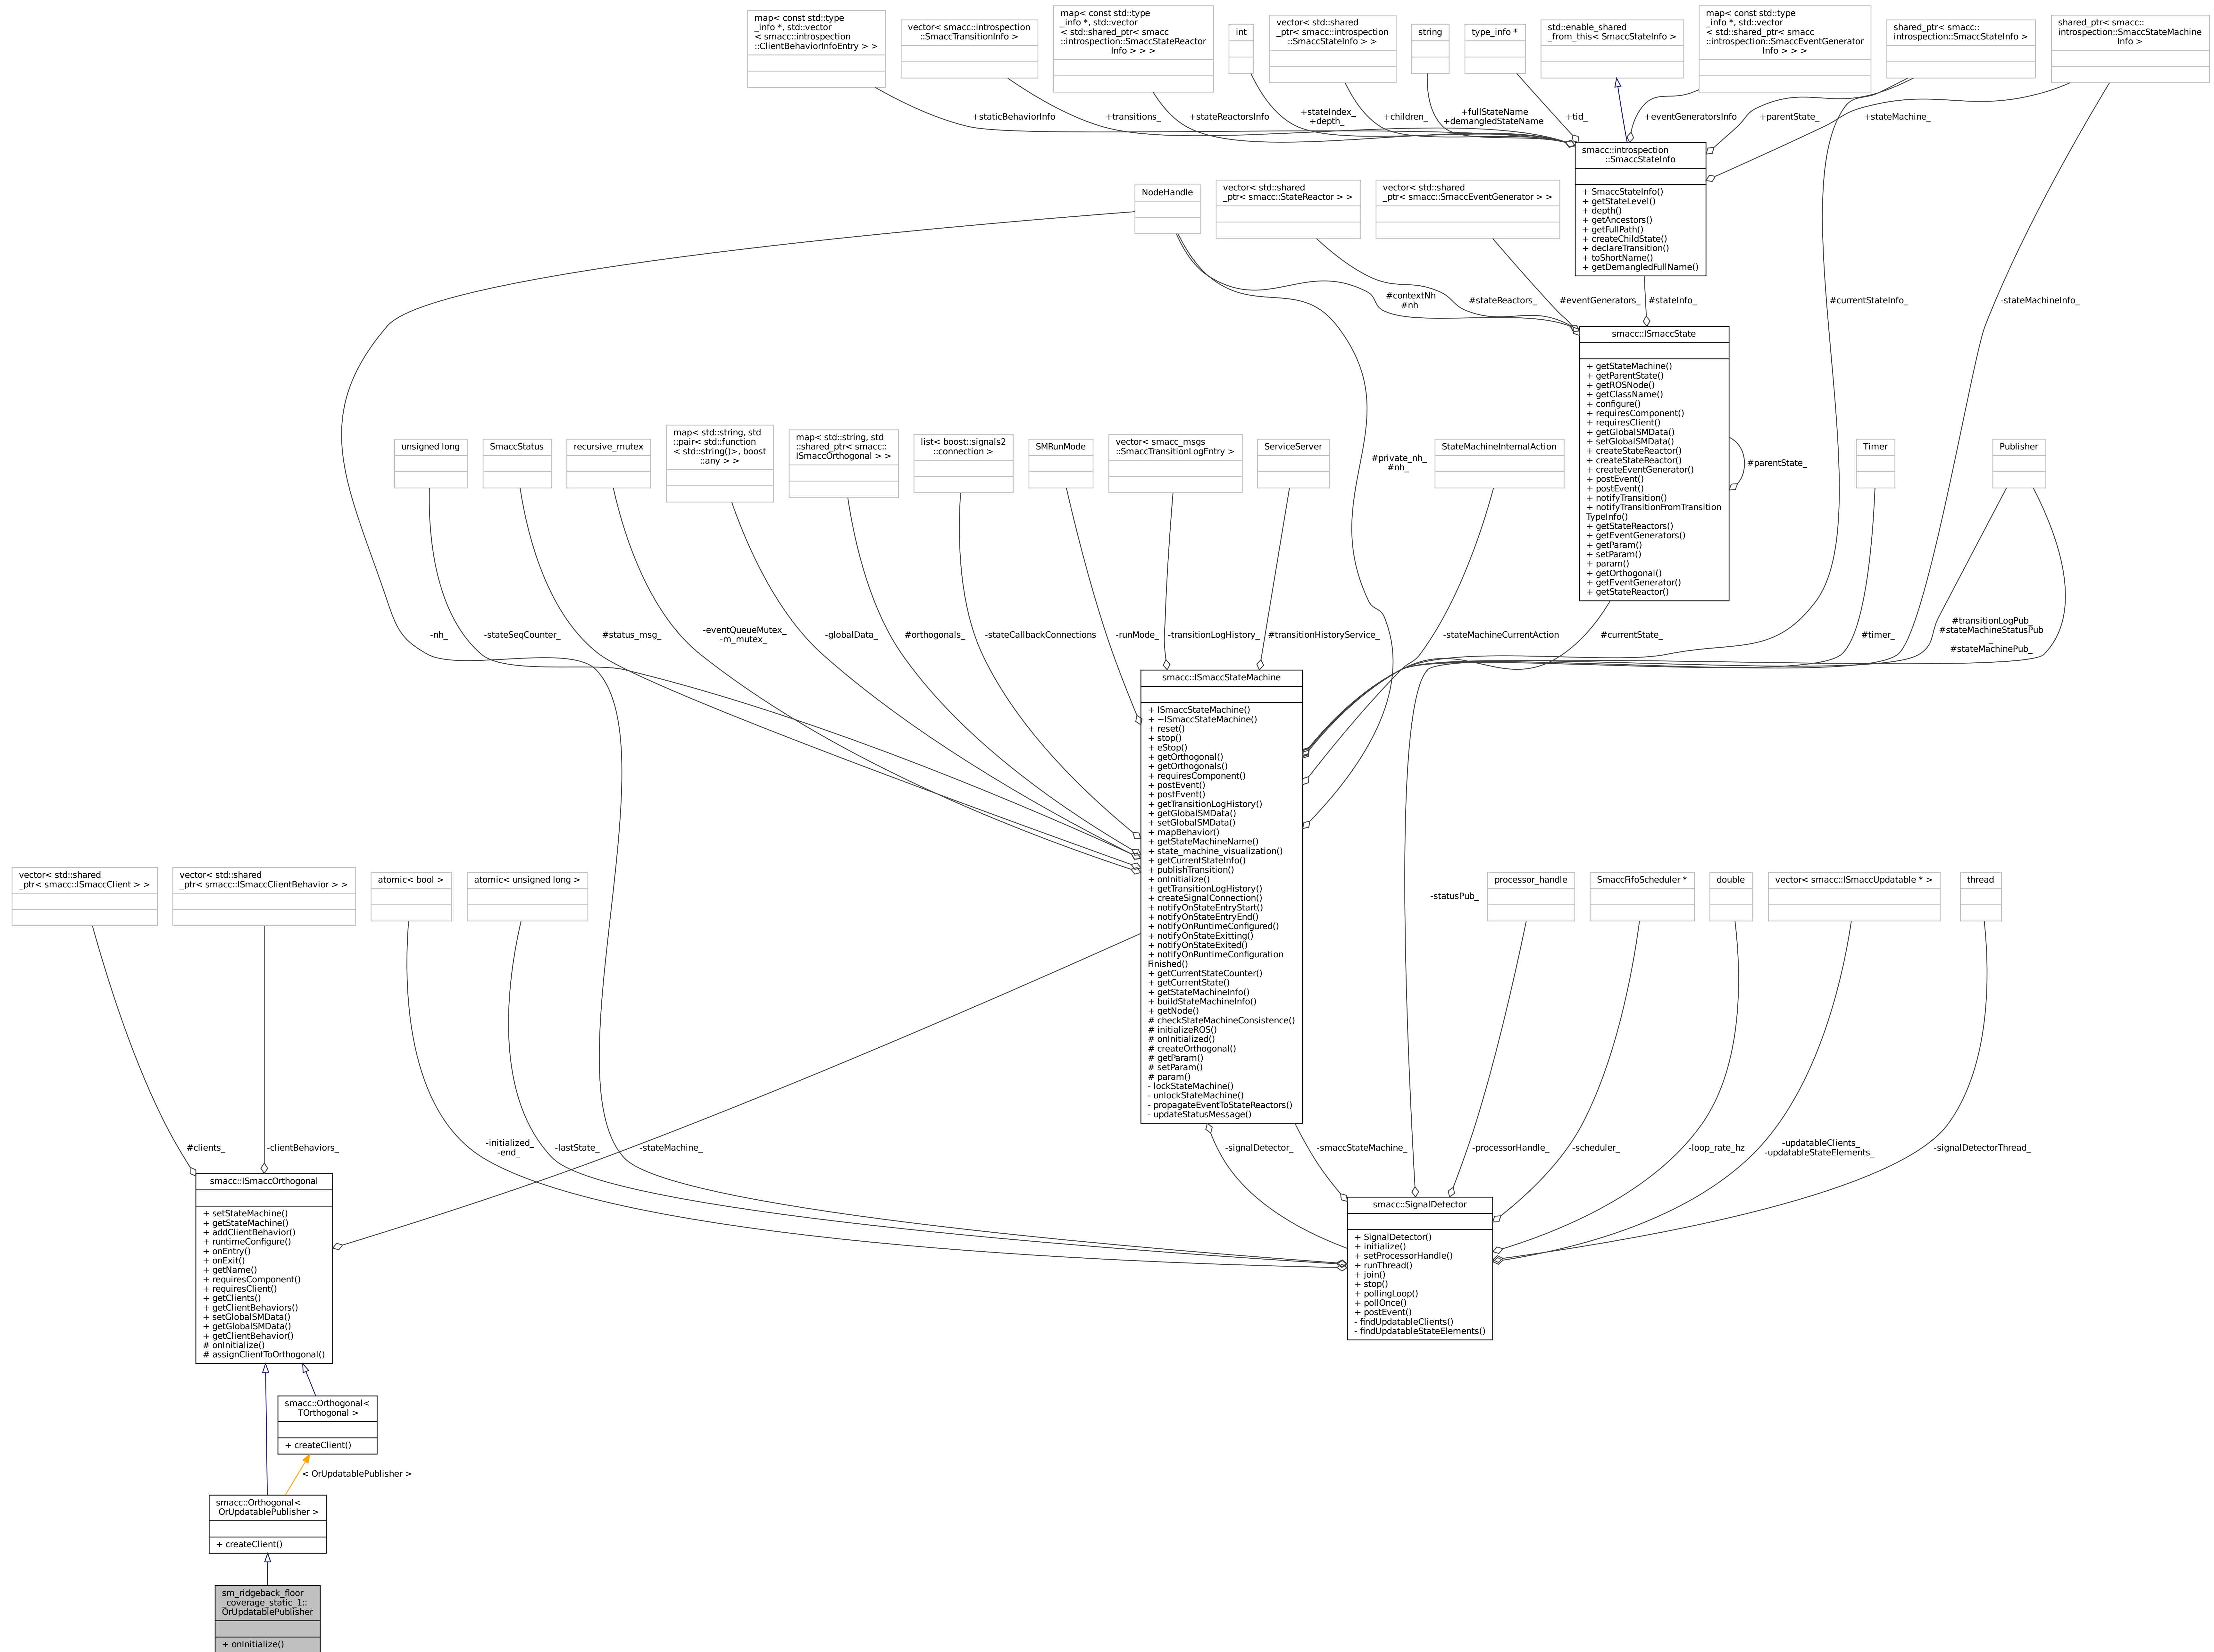 map< const std::type
_info *, std::vector
< smacc::introspection
::ClientBehaviorInfoEntry > >
vector< smacc::introspection
::SmaccTransitionInfo >
map< const std::type
_info *, std::vector
< std::shared_ptr< smacc
::introspection::SmaccStateReactor
Info > > >
int
vector< std::shared
_ptr< smacc::introspection
::SmaccStateInfo > >
string
type_info *
std::enable_shared
_from_this< SmaccStateInfo >
map< const std::type
_info *, std::vector
< std::shared_ptr< smacc
::introspection::SmaccEventGenerator
Info > > >
shared_ptr< smacc::
introspection::SmaccStateInfo >
shared_ptr< smacc::
introspection::SmaccStateMachine
Info >
+staticBehaviorInfo
+transitions_
+stateReactorsInfo
+stateIndex_
+depth_
+children_
+fullStateName
+demangledStateName
+tid_
+eventGeneratorsInfo
+parentState_
+stateMachine_
smacc::introspection
::SmaccStateInfo
+ SmaccStateInfo()
+ getStateLevel()
+ depth()
+ getAncestors()
+ getFullPath()
+ createChildState()
+ declareTransition()
+ toShortName()
+ getDemangledFullName()
NodeHandle
vector< std::shared
_ptr< smacc::StateReactor > >
vector< std::shared
_ptr< smacc::SmaccEventGenerator > >
#contextNh
#nh
#stateReactors_
#eventGenerators_
#stateInfo_
#currentStateInfo_
-stateMachineInfo_
smacc::ISmaccState
+ getStateMachine()
+ getParentState()
+ getROSNode()
+ getClassName()
+ configure()
+ requiresComponent()
+ requiresClient()
+ getGlobalSMData()
+ setGlobalSMData()
+ createStateReactor()
+ createStateReactor()
+ createEventGenerator()
+ postEvent()
+ postEvent()
+ notifyTransition()
+ notifyTransitionFromTransition
TypeInfo()
+ getStateReactors()
+ getEventGenerators()
+ getParam()
+ setParam()
+ param()
+ getOrthogonal()
+ getEventGenerator()
+ getStateReactor()
#parentState_
unsigned long
SmaccStatus
recursive_mutex
map< std::string, std
::pair< std::function
< std::string()>, boost
::any > >
map< std::string, std
::shared_ptr< smacc::
ISmaccOrthogonal > >
list< boost::signals2
::connection >
SMRunMode
vector< smacc_msgs
::SmaccTransitionLogEntry >
ServiceServer
#private_nh_
#nh_
StateMachineInternalAction
Timer
Publisher
-nh_
-stateSeqCounter_
#status_msg_
-eventQueueMutex_
-m_mutex_
-globalData_
#orthogonals_
-stateCallbackConnections
-runMode_
-transitionLogHistory_
#transitionHistoryService_
-stateMachineCurrentAction
#currentState_
#timer_
#transitionLogPub_
#stateMachineStatusPub
_
#stateMachinePub_
smacc::ISmaccStateMachine
+ ISmaccStateMachine()
+ ~ISmaccStateMachine()
+ reset()
+ stop()
+ eStop()
+ getOrthogonal()
+ getOrthogonals()
+ requiresComponent()
+ postEvent()
+ postEvent()
+ getTransitionLogHistory()
+ getGlobalSMData()
+ setGlobalSMData()
+ mapBehavior()
+ getStateMachineName()
+ state_machine_visualization()
+ getCurrentStateInfo()
+ publishTransition()
+ onInitialize()
+ getTransitionLogHistory()
+ createSignalConnection()
+ notifyOnStateEntryStart()
+ notifyOnStateEntryEnd()
+ notifyOnRuntimeConfigured()
+ notifyOnStateExitting()
+ notifyOnStateExited()
+ notifyOnRuntimeConfiguration
Finished()
+ getCurrentStateCounter()
+ getCurrentState()
+ getStateMachineInfo()
+ buildStateMachineInfo()
+ getNode()
# checkStateMachineConsistence()
# initializeROS()
# onInitialized()
# createOrthogonal()
# getParam()
# setParam()
# param()
- lockStateMachine()
- unlockStateMachine()
- propagateEventToStateReactors()
- updateStatusMessage()
vector< std::shared
_ptr< smacc::ISmaccClient > >
vector< std::shared
_ptr< smacc::ISmaccClientBehavior > >
atomic< bool >
atomic< unsigned long >
-statusPub_
processor_handle
SmaccFifoScheduler *
double
vector< smacc::ISmaccUpdatable * >
thread
#clients_
-clientBehaviors_
-initialized_
-end_
-lastState_
-stateMachine_
-signalDetector_
-smaccStateMachine_
-processorHandle_
-scheduler_
-loop_rate_hz
-updatableClients_
-updatableStateElements_
-signalDetectorThread_
smacc::ISmaccOrthogonal
+ setStateMachine()
+ getStateMachine()
+ addClientBehavior()
+ runtimeConfigure()
+ onEntry()
+ onExit()
+ getName()
+ requiresComponent()
+ requiresClient()
+ getClients()
+ getClientBehaviors()
+ setGlobalSMData()
+ getGlobalSMData()
+ getClientBehavior()
# onInitialize()
# assignClientToOrthogonal()
smacc::SignalDetector
+ SignalDetector()
+ initialize()
+ setProcessorHandle()
+ runThread()
+ join()
+ stop()
+ pollingLoop()
+ pollOnce()
+ postEvent()
- findUpdatableClients()
- findUpdatableStateElements()
smacc::Orthogonal<
TOrthogonal >
+ createClient()
< OrUpdatablePublisher >
smacc::Orthogonal<
OrUpdatablePublisher >
+ createClient()
sm_ridgeback_floor
_coverage_static_1::
OrUpdatablePublisher
+ onInitialize()